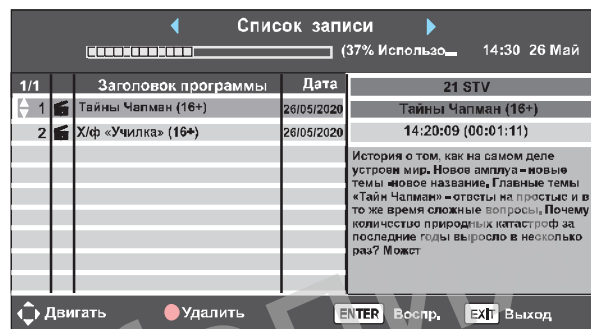 Список записи
(37% Использо 14:30 26 Май
1/1 Заголовок программы Дата
1 Тайны Чапман (16+) 26/05/2020
2 Х/ф «Училка» (16+) 26/05/2020
21 STV
Тайны Чапман (16+)
14:20:09 (00:01:11)
История о том, как на самом деле
устроен мир. Новое амплуа – новые
темы -новое название. Главные темы
«Тайн Чапман» – ответы на простые и в
то же время сложные вопросы. Почему
количество природных катастроф за
последние годы выросло в несколько
раз? Может
Двигать Удалить ENTER Воспр. EXIT Выход